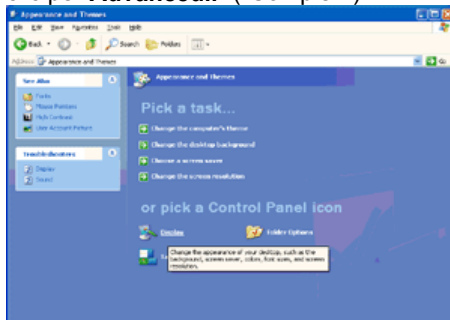 Appearance and Themes
File Edit View Favorites Tools Help
Back Search Folders
Address Appearance and Themes Go
See Also
Fonts
Mouse Pointers
High Contrast
User Account Picture
Troubleshooters
Display
Sound
Appearance and Themes
Pick a task...
Change the computer's theme
Change the desktop background
Choose a screen saver
Change the screen resolution
or pick a Control Panel icon
Display
Folder Options
Change the appearance of your desktop, such as the
background, screen saver, colors, font sizes, and screen
resolution.